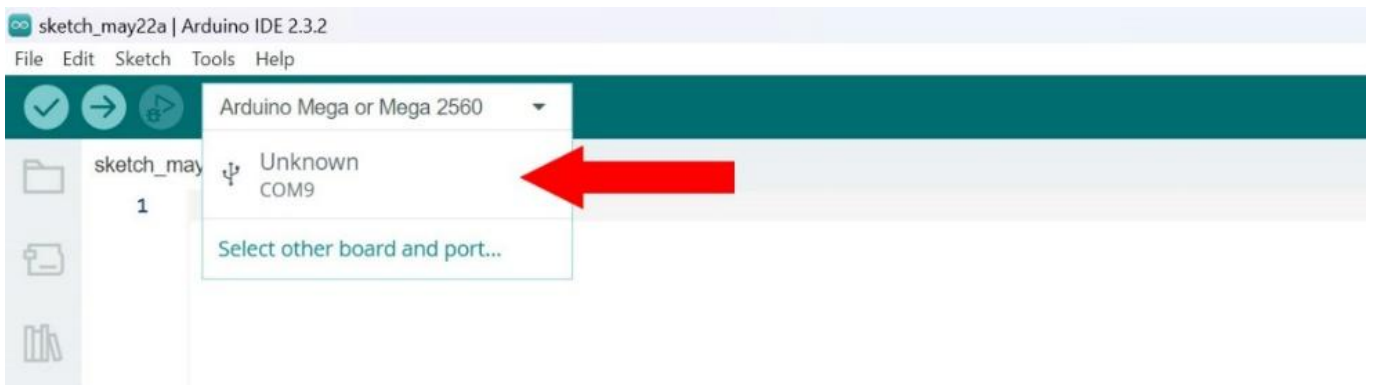 sketch_may22a | Arduino IDE 2.3.2
File Edit Sketch Tools Help
Arduino Mega or Mega 2560
sketch_may
Unknown
COM9
1
Select other board and port...